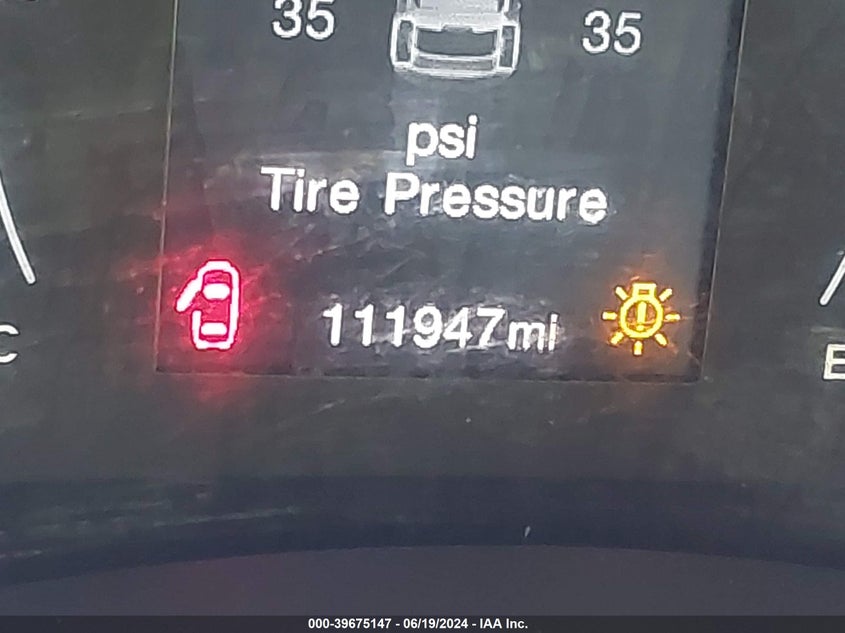 35 35
psi
Tire Pressure
111947mi
C E
000-39675147 - 06/19/2024 - IAA Inc.